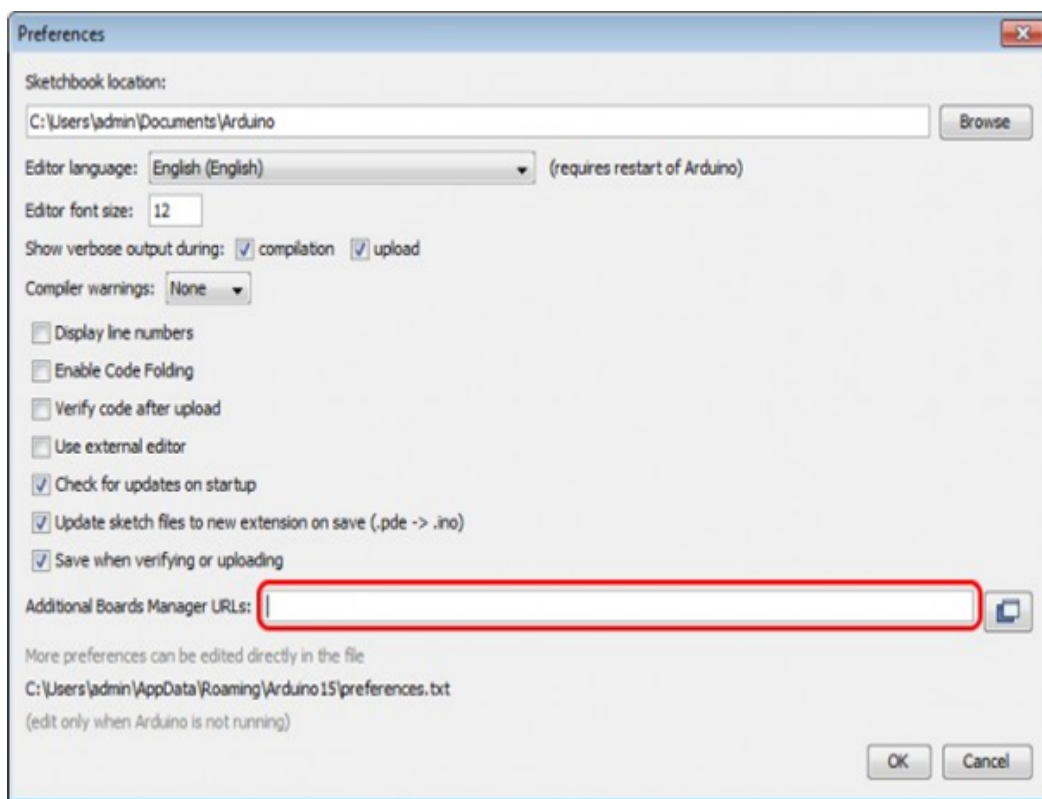 Preferences
Sketchbook location:
C:\Users\admin\Documents\Arduino Browse
Editor language: English (English) (requires restart of Arduino)
Editor font size: 12
Show verbose output during: compilation upload
Compiler warnings: None
Display line numbers
Enable Code Folding
Verify code after upload
Use external editor
Check for updates on startup
Update sketch files to new extension on save (.pde -> .ino)
Save when verifying or uploading
Additional Boards Manager URLs:
More preferences can be edited directly in the file
C:\Users\admin\AppData\Roaming\Arduino15\preferences.txt
(edit only when Arduino is not running)
OK Cancel